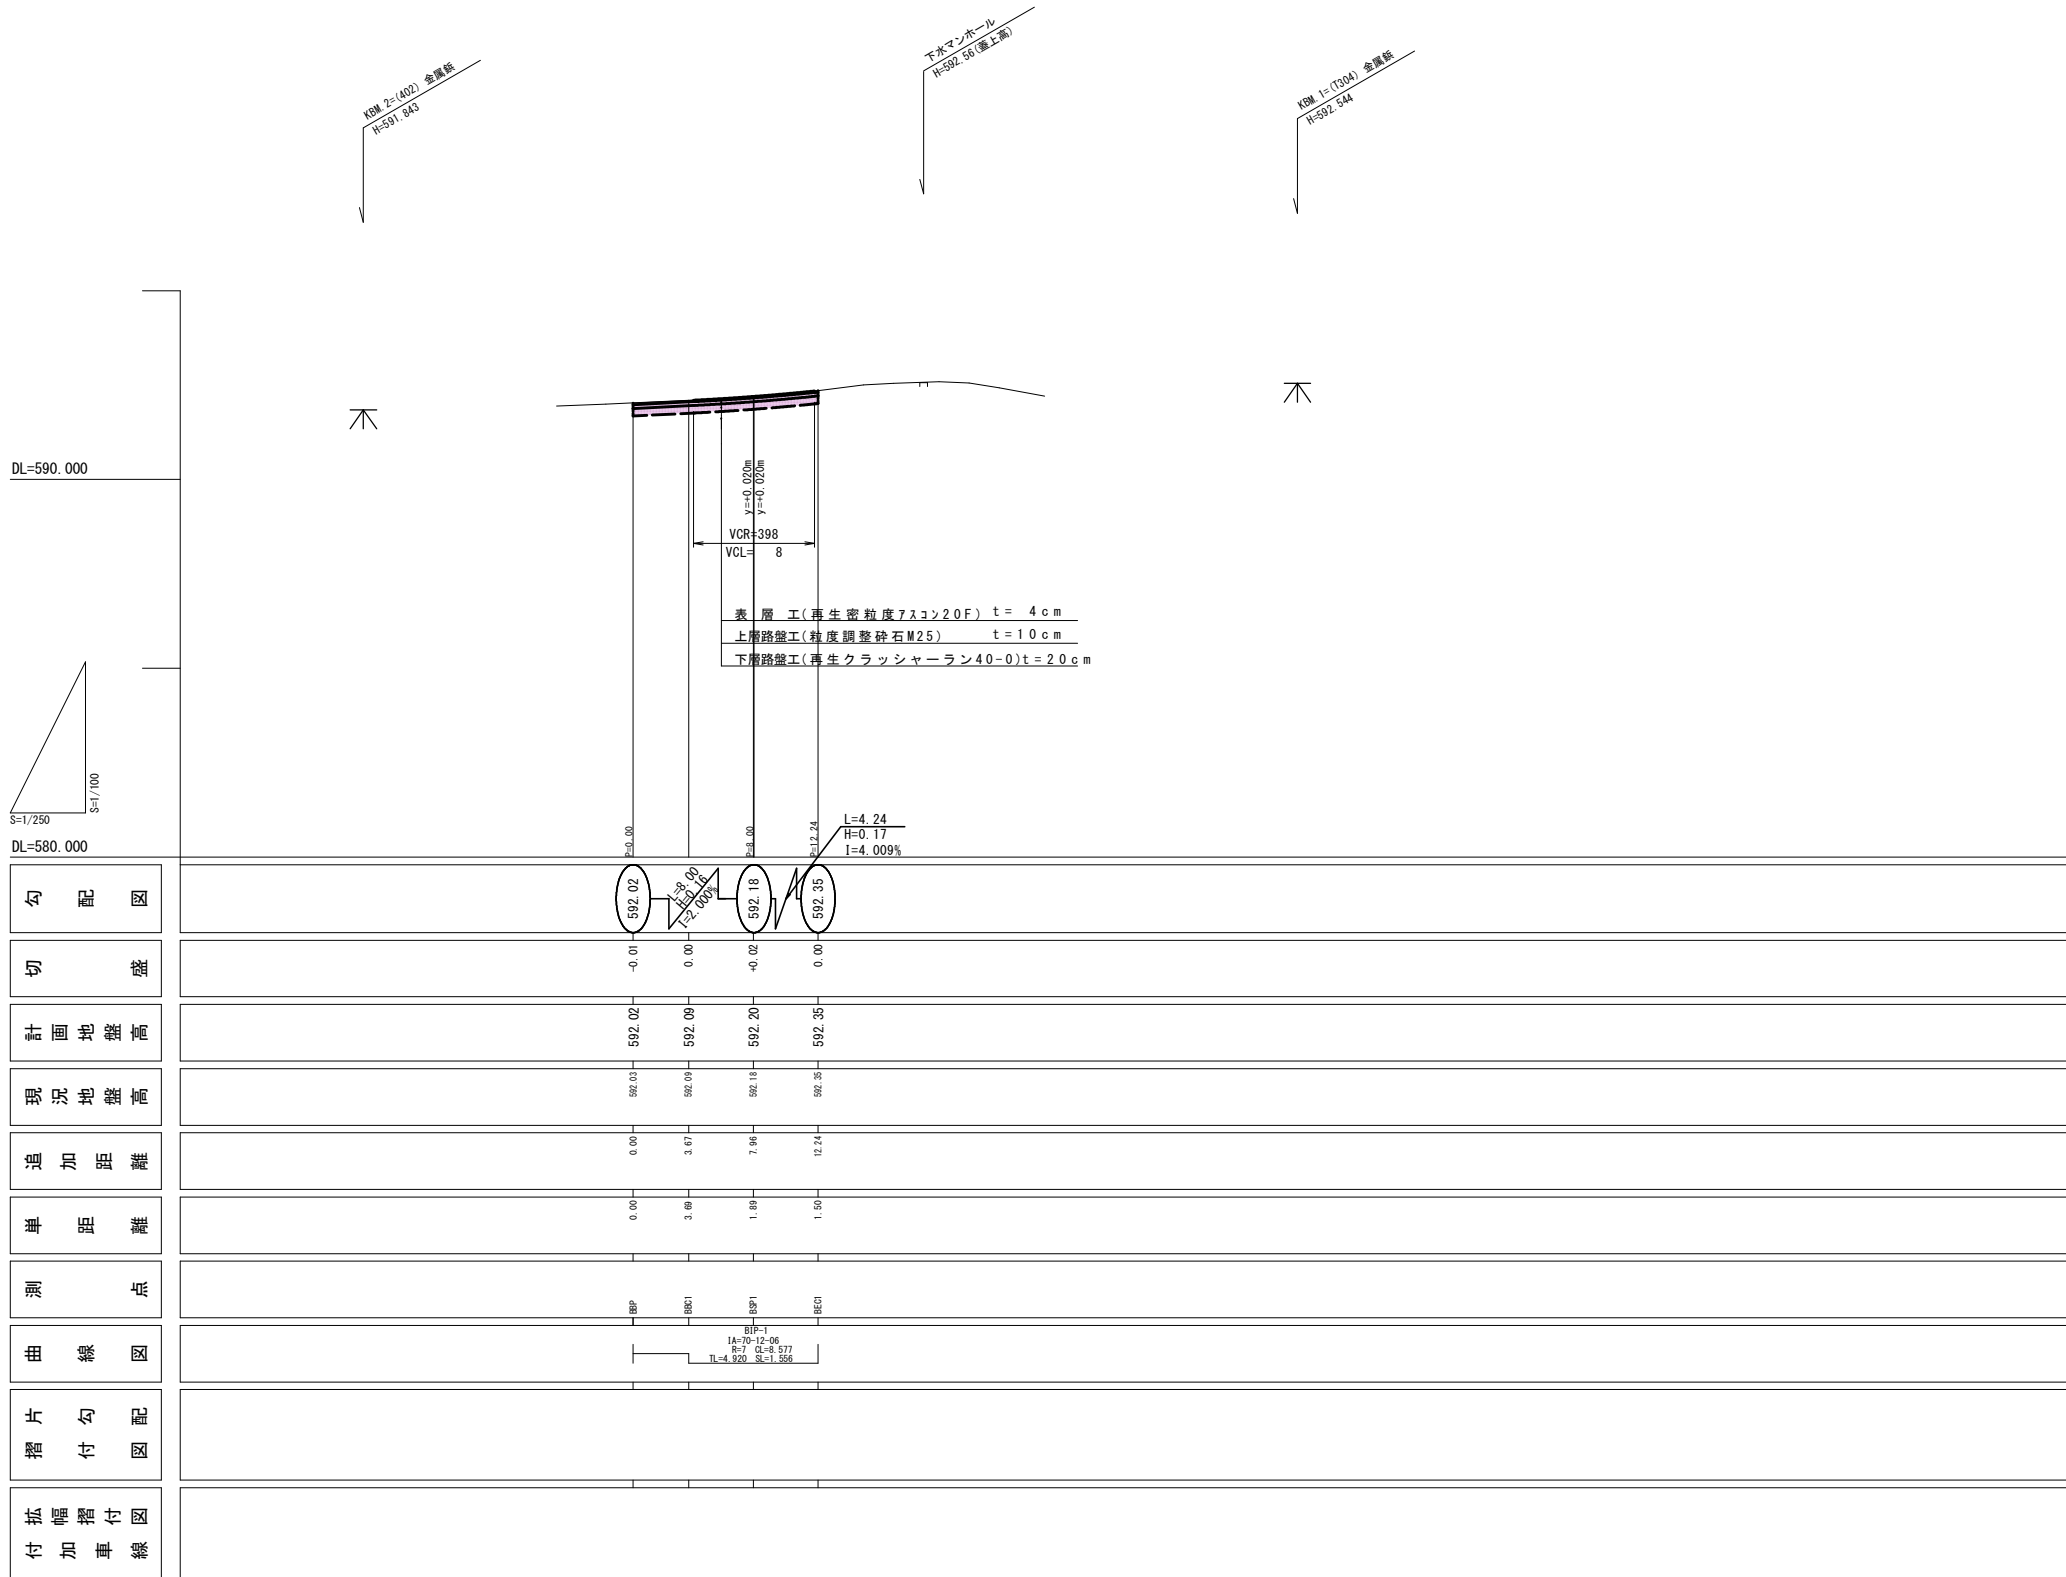 下水マンホール
H=592.56(蓋上高)
KBM.2=(402) 金属鋲
H=591.843
KBM.1=(T304) 金属鋲
H=592.544
DL=590.000
y=+0.020m
y=+0.020m
VCR=398
VCL= 8
表 層 工(再生密粒度アスコン20F) t= 4cm
上層路盤工(粒度調整砕石M25) t=10cm
下層路盤工(再生クラッシャーラン40-0)t=20cm
S=1/100
S=1/250
DL=580.000
P=0.00
P=8.00
P=12.24
L=4.24
H=0.17
I=4.009%
勾配図
592.02
L=8.00
H=0.16
I=2.000%
592.18
592.35
切盛
-0.01 0.00 +0.02 0.00
計画地盤高
592.02 592.09 592.20 592.35
現況地盤高
592.03 592.09 592.18 592.35
追加距離
0.00 3.67 7.96 12.24
単距離
0.00 3.69 1.89 1.50
測点
BBP BBC1 BSP1 BEC1
曲線図
BIP-1
IA=70-12-06
R=7 CL=8.577
TL=4.920 SL=1.556
片勾配
摺付図
拡幅摺付図
付加車線